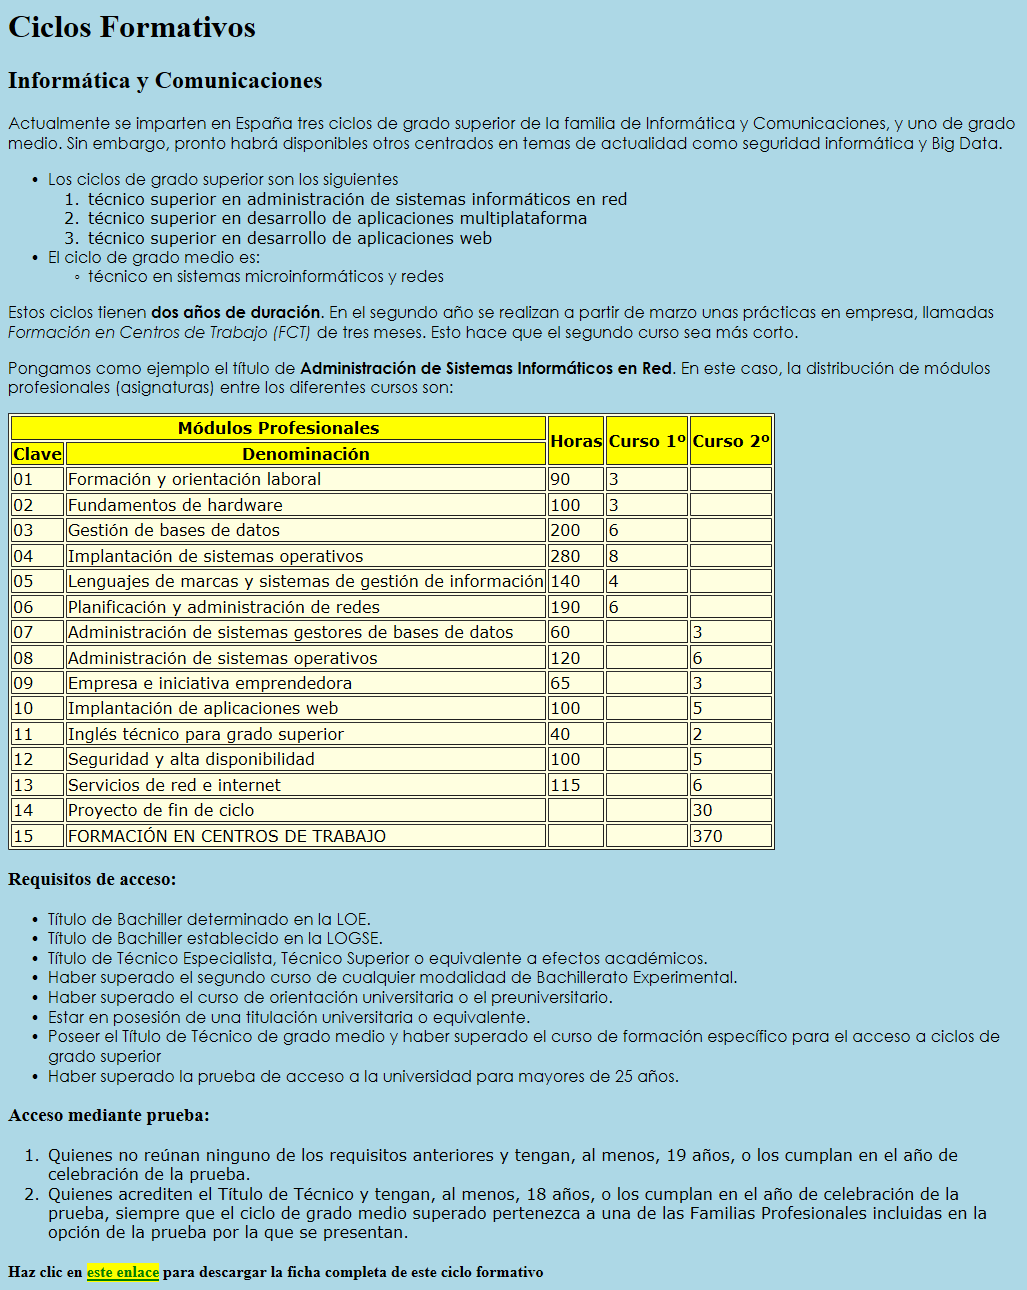 Ciclos Formativos
Informática y Comunicaciones
Actualmente se imparten en España tres ciclos de grado superior de la familia de Informática y Comunicaciones, y uno de grado
medio. Sin embargo, pronto habrá disponibles otros centrados en temas de actualidad como seguridad informática y Big Data.
• Los ciclos de grado superior son los siguientes
1. técnico superior en administración de sistemas informáticos en red
2. técnico superior en desarrollo de aplicaciones multiplataforma
3. técnico superior en desarrollo de aplicaciones web
• El ciclo de grado medio es:
◦ técnico en sistemas microinformáticos y redes
Estos ciclos tienen dos años de duración. En el segundo año se realizan a partir de marzo unas prácticas en empresa, llamadas
Formación en Centros de Trabajo (FCT) de tres meses. Esto hace que el segundo curso sea más corto.
Pongamos como ejemplo el título de Administración de Sistemas Informáticos en Red. En este caso, la distribución de módulos
profesionales (asignaturas) entre los diferentes cursos son:
Módulos Profesionales Horas Curso 1º Curso 2º
Clave Denominación
01 Formación y orientación laboral 90 3
02 Fundamentos de hardware 100 3
03 Gestión de bases de datos 200 6
04 Implantación de sistemas operativos 280 8
05 Lenguajes de marcas y sistemas de gestión de información 140 4
06 Planificación y administración de redes 190 6
07 Administración de sistemas gestores de bases de datos 60 3
08 Administración de sistemas operativos 120 6
09 Empresa e iniciativa emprendedora 65 3
10 Implantación de aplicaciones web 100 5
11 Inglés técnico para grado superior 40 2
12 Seguridad y alta disponibilidad 100 5
13 Servicios de red e internet 115 6
14 Proyecto de fin de ciclo 30
15 FORMACIÓN EN CENTROS DE TRABAJO 370
Requisitos de acceso:
• Título de Bachiller determinado en la LOE.
• Título de Bachiller establecido en la LOGSE.
• Título de Técnico Especialista, Técnico Superior o equivalente a efectos académicos.
• Haber superado el segundo curso de cualquier modalidad de Bachillerato Experimental.
• Haber superado el curso de orientación universitaria o el preuniversitario.
• Estar en posesión de una titulación universitaria o equivalente.
• Poseer el Título de Técnico de grado medio y haber superado el curso de formación específico para el acceso a ciclos de
grado superior
• Haber superado la prueba de acceso a la universidad para mayores de 25 años.
Acceso mediante prueba:
1. Quienes no reúnan ninguno de los requisitos anteriores y tengan, al menos, 19 años, o los cumplan en el año de
celebración de la prueba.
2. Quienes acrediten el Título de Técnico y tengan, al menos, 18 años, o los cumplan en el año de celebración de la
prueba, siempre que el ciclo de grado medio superado pertenezca a una de las Familias Profesionales incluidas en la
opción de la prueba por la que se presentan.
Haz clic en este enlace para descargar la ficha completa de este ciclo formativo